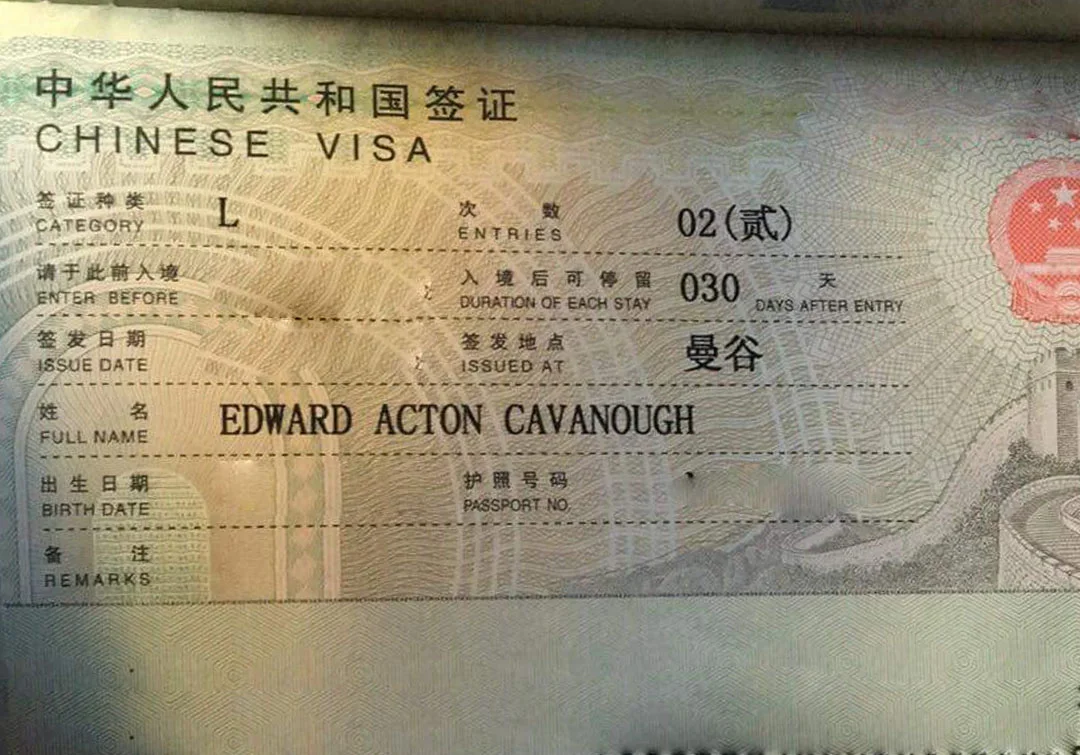 中华人民共和国签证
CHINESE VISA
签证种类 L 次数 02(贰)
CATEGORY ENTRIES
请于此前入境 入境后可停留 030 天
ENTER BEFORE DURATION OF EACH STAY DAYS AFTER ENTRY
签发日期 签发地点 曼谷
ISSUE DATE ISSUED AT
姓名 EDWARD ACTON CAVANOUGH
FULL NAME
出生日期 护照号码
BIRTH DATE PASSPORT NO.
备注
REMARKS